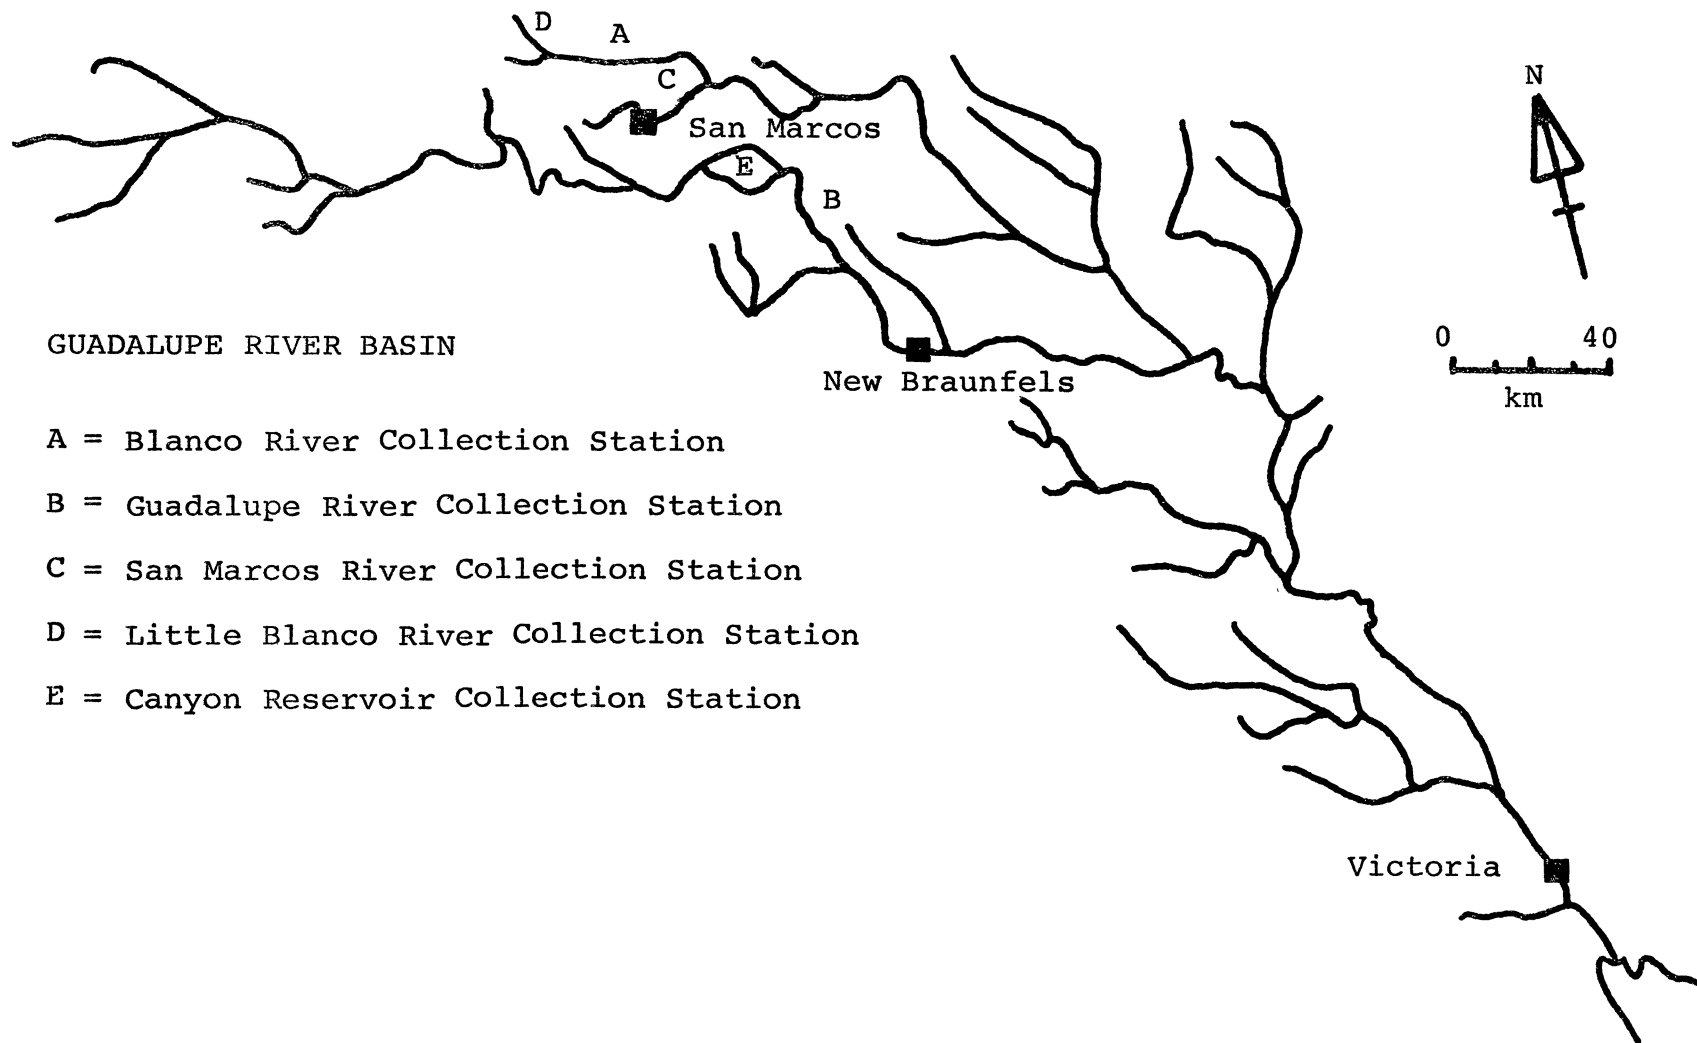 D
A
C
San Marcos
E
B
N
0 40
km
New Braunfels
GUADALUPE RIVER BASIN
A = Blanco River Collection Station
B = Guadalupe River Collection Station
C = San Marcos River Collection Station
D = Little Blanco River Collection Station
E = Canyon Reservoir Collection Station
Victoria